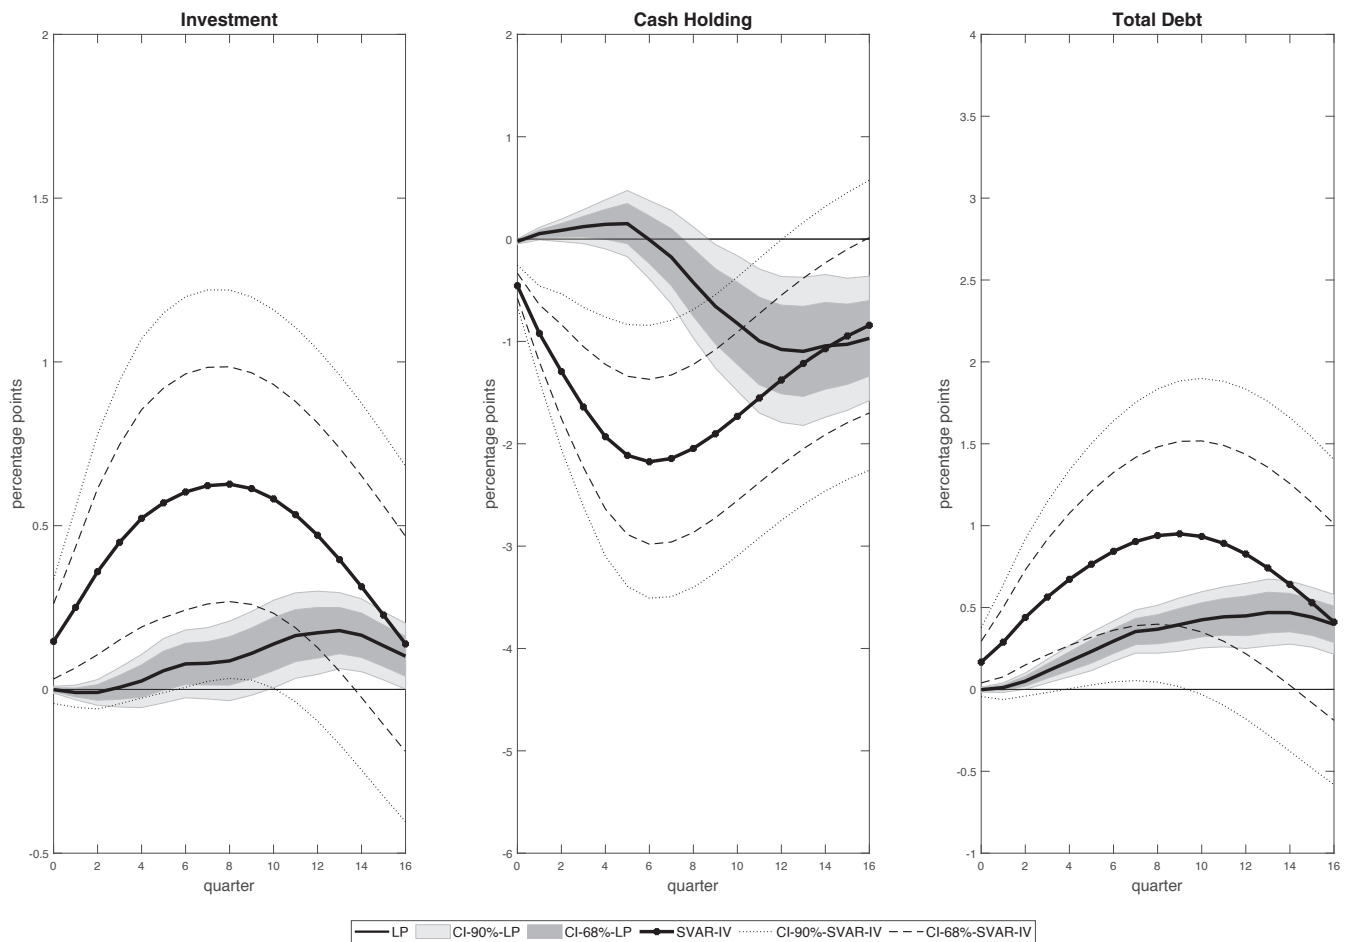 Investment
Cash Holding
Total Debt
percentage points
2
1.5
1
0.5
0
-0.5
0 2 4 6 8 10 12 14 16
quarter
percentage points
2
1
0
-1
-2
-3
-4
-5
-6
0 2 4 6 8 10 12 14 16
quarter
percentage points
4
3.5
3
2.5
2
1.5
1
0.5
0
-0.5
-1
0 2 4 6 8 10 12 14 16
quarter
LP CI-90%-LP CI-68%-LP SVAR-IV CI-90%-SVAR-IV CI-68%-SVAR-IV